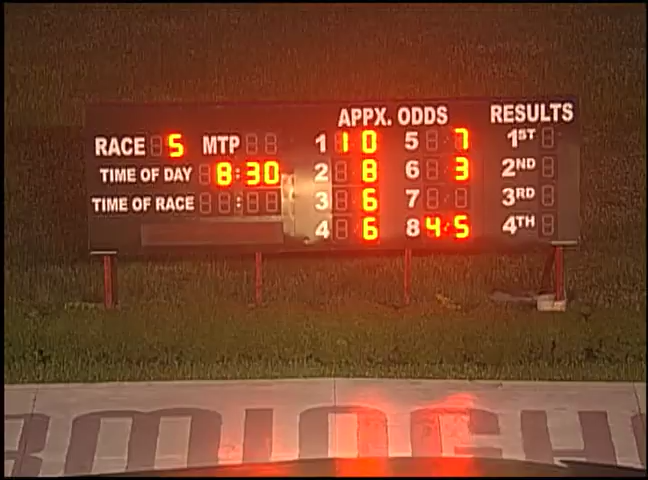 APPX. ODDS RESULTS
RACE 5 MTP 1 10 5 7 1ST
TIME OF DAY 8:30 2 8 6 3 2ND
TIME OF RACE 3 6 7 3RD
4 6 8 4/5 4TH